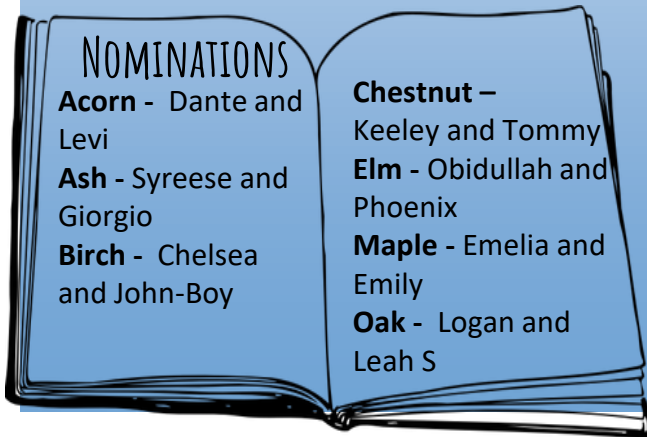 NOMINATIONS
Acorn - Dante and
Levi
Ash - Syreese and
Giorgio
Birch - Chelsea
and John-Boy
Chestnut –
Keeley and Tommy
Elm - Obidullah and
Phoenix
Maple - Emelia and
Emily
Oak - Logan and
Leah S